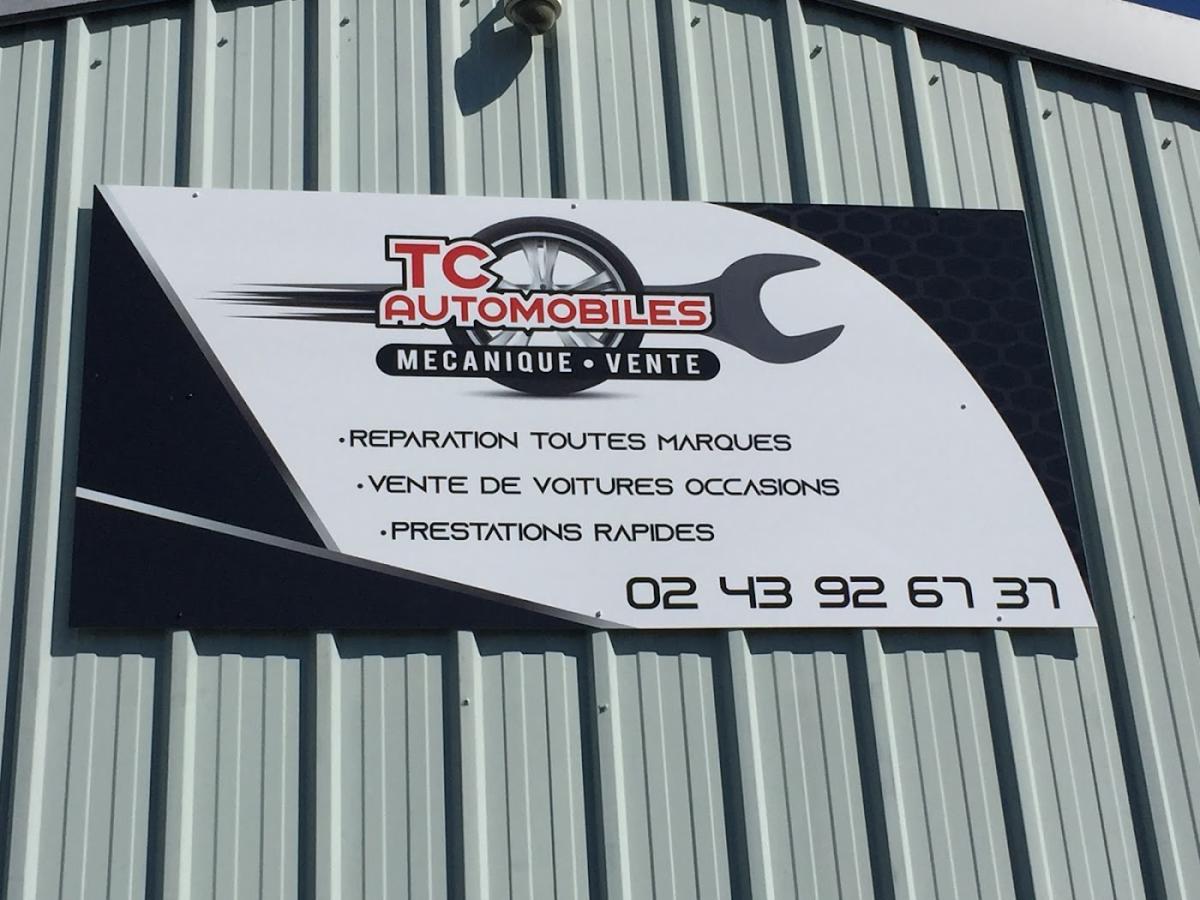 TC
AUTOMOBILES
MECANIQUE • VENTE
• REPARATION TOUTES MARQUES
• VENTE DE VOITURES OCCASIONS
• PRESTATIONS RAPIDES
02 43 92 67 37